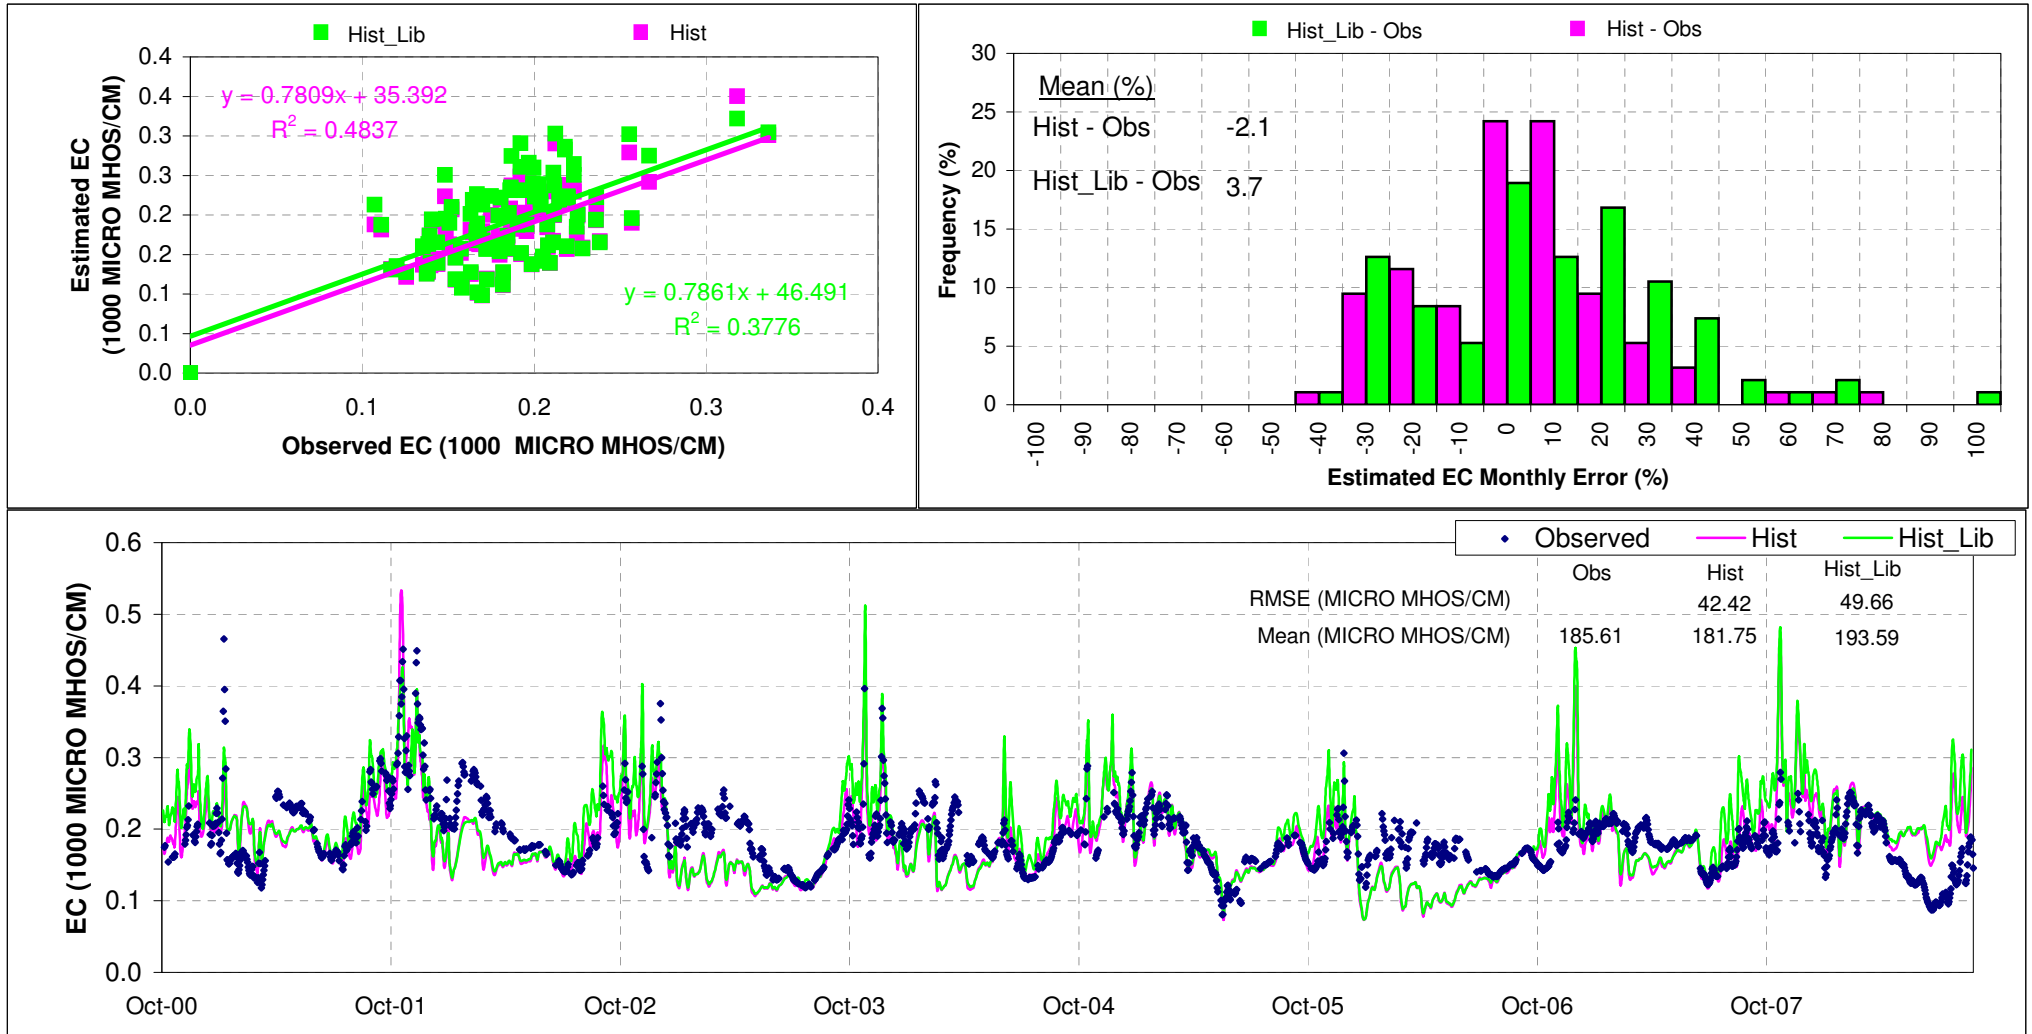 Hist_Lib Hist
0.4
0.4
0.3
0.3
0.2
0.2
0.1
0.1
0.0
Estimated EC
(1000 MICRO MHOS/CM)
y = 0.7809x + 35.392
R² = 0.4837
y = 0.7861x + 46.491
R² = 0.3776
0.0 0.1 0.2 0.3 0.4
Observed EC (1000 MICRO MHOS/CM)
Hist_Lib - Obs Hist - Obs
30
25
20
15
10
5
0
Frequency (%)
Mean (%)
Hist - Obs -2.1
Hist_Lib - Obs 3.7
-100 -90 -80 -70 -60 -50 -40 -30 -20 -10 0 10 20 30 40 50 60 70 80 90 100
Estimated EC Monthly Error (%)
Observed Hist Hist_Lib
Obs Hist Hist_Lib
RMSE (MICRO MHOS/CM) 42.42 49.66
Mean (MICRO MHOS/CM) 185.61 181.75 193.59
0.6
0.5
0.4
0.3
0.2
0.1
0.0
EC (1000 MICRO MHOS/CM)
Oct-00 Oct-01 Oct-02 Oct-03 Oct-04 Oct-05 Oct-06 Oct-07